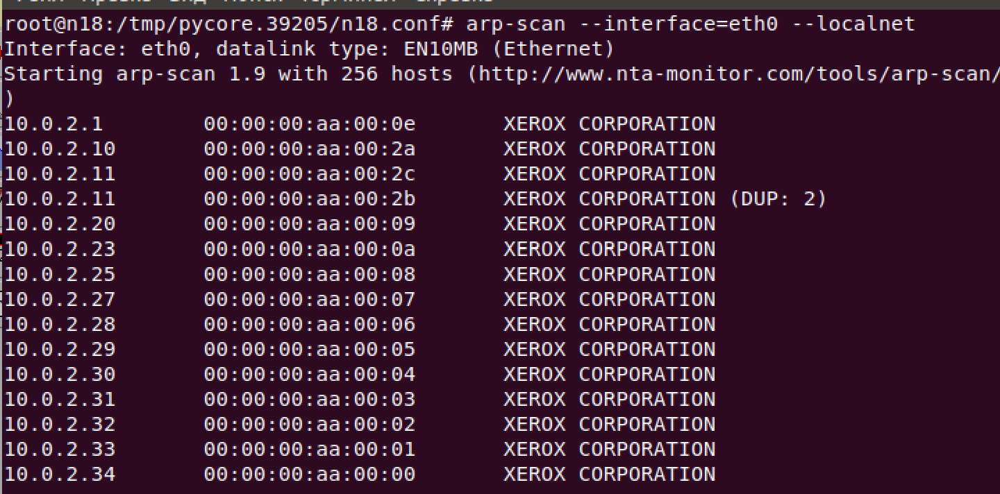 root@n18:/tmp/pycore.39205/n18.conf# arp-scan --interface=eth0 --localnet
Interface: eth0, datalink type: EN10MB (Ethernet)
Starting arp-scan 1.9 with 256 hosts (http://www.nta-monitor.com/tools/arp-scan/
)
10.0.2.1 00:00:00:aa:00:0e XEROX CORPORATION
10.0.2.10 00:00:00:aa:00:2a XEROX CORPORATION
10.0.2.11 00:00:00:aa:00:2c XEROX CORPORATION
10.0.2.11 00:00:00:aa:00:2b XEROX CORPORATION (DUP: 2)
10.0.2.20 00:00:00:aa:00:09 XEROX CORPORATION
10.0.2.23 00:00:00:aa:00:0a XEROX CORPORATION
10.0.2.25 00:00:00:aa:00:08 XEROX CORPORATION
10.0.2.27 00:00:00:aa:00:07 XEROX CORPORATION
10.0.2.28 00:00:00:aa:00:06 XEROX CORPORATION
10.0.2.29 00:00:00:aa:00:05 XEROX CORPORATION
10.0.2.30 00:00:00:aa:00:04 XEROX CORPORATION
10.0.2.31 00:00:00:aa:00:03 XEROX CORPORATION
10.0.2.32 00:00:00:aa:00:02 XEROX CORPORATION
10.0.2.33 00:00:00:aa:00:01 XEROX CORPORATION
10.0.2.34 00:00:00:aa:00:00 XEROX CORPORATION